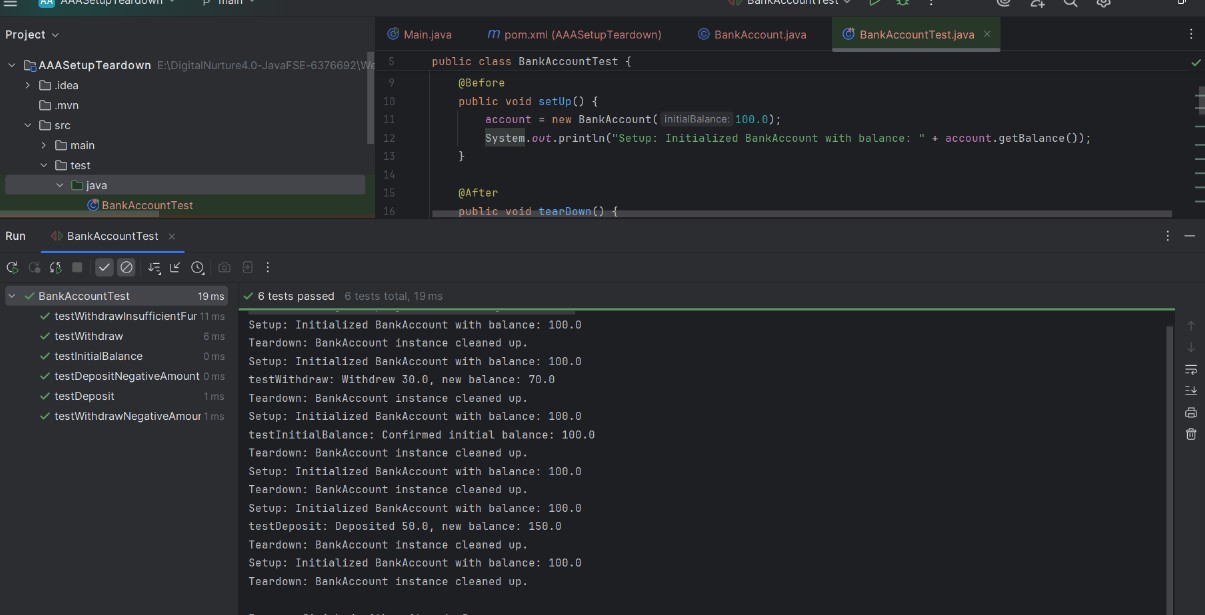 AAASetupTeardown main BankAccountTest
Project
Main.java pom.xml (AAASetupTeardown) BankAccount.java BankAccountTest.java
AAASetupTeardown E:\DigitalNurture4.0-JavaFSE-6376692\We
.idea
.mvn
src
main
test
java
BankAccountTest
5 public class BankAccountTest {
9 @Before
10 public void setUp() {
11 account = new BankAccount( initialBalance: 100.0);
12 System.out.println("Setup: Initialized BankAccount with balance: " + account.getBalance());
13 }
14
15 @After
16 public void tearDown() {
Run BankAccountTest
BankAccountTest 19 ms
testWithdrawInsufficientFur 11 ms
testWithdraw 6 ms
testInitialBalance 0 ms
testDepositNegativeAmount 0 ms
testDeposit 1 ms
testWithdrawNegativeAmour 1 ms
6 tests passed 6 tests total, 19 ms
Setup: Initialized BankAccount with balance: 100.0
Teardown: BankAccount instance cleaned up.
Setup: Initialized BankAccount with balance: 100.0
testWithdraw: Withdrew 30.0, new balance: 70.0
Teardown: BankAccount instance cleaned up.
Setup: Initialized BankAccount with balance: 100.0
testInitialBalance: Confirmed initial balance: 100.0
Teardown: BankAccount instance cleaned up.
Setup: Initialized BankAccount with balance: 100.0
Teardown: BankAccount instance cleaned up.
Setup: Initialized BankAccount with balance: 100.0
testDeposit: Deposited 50.0, new balance: 150.0
Teardown: BankAccount instance cleaned up.
Setup: Initialized BankAccount with balance: 100.0
Teardown: BankAccount instance cleaned up.